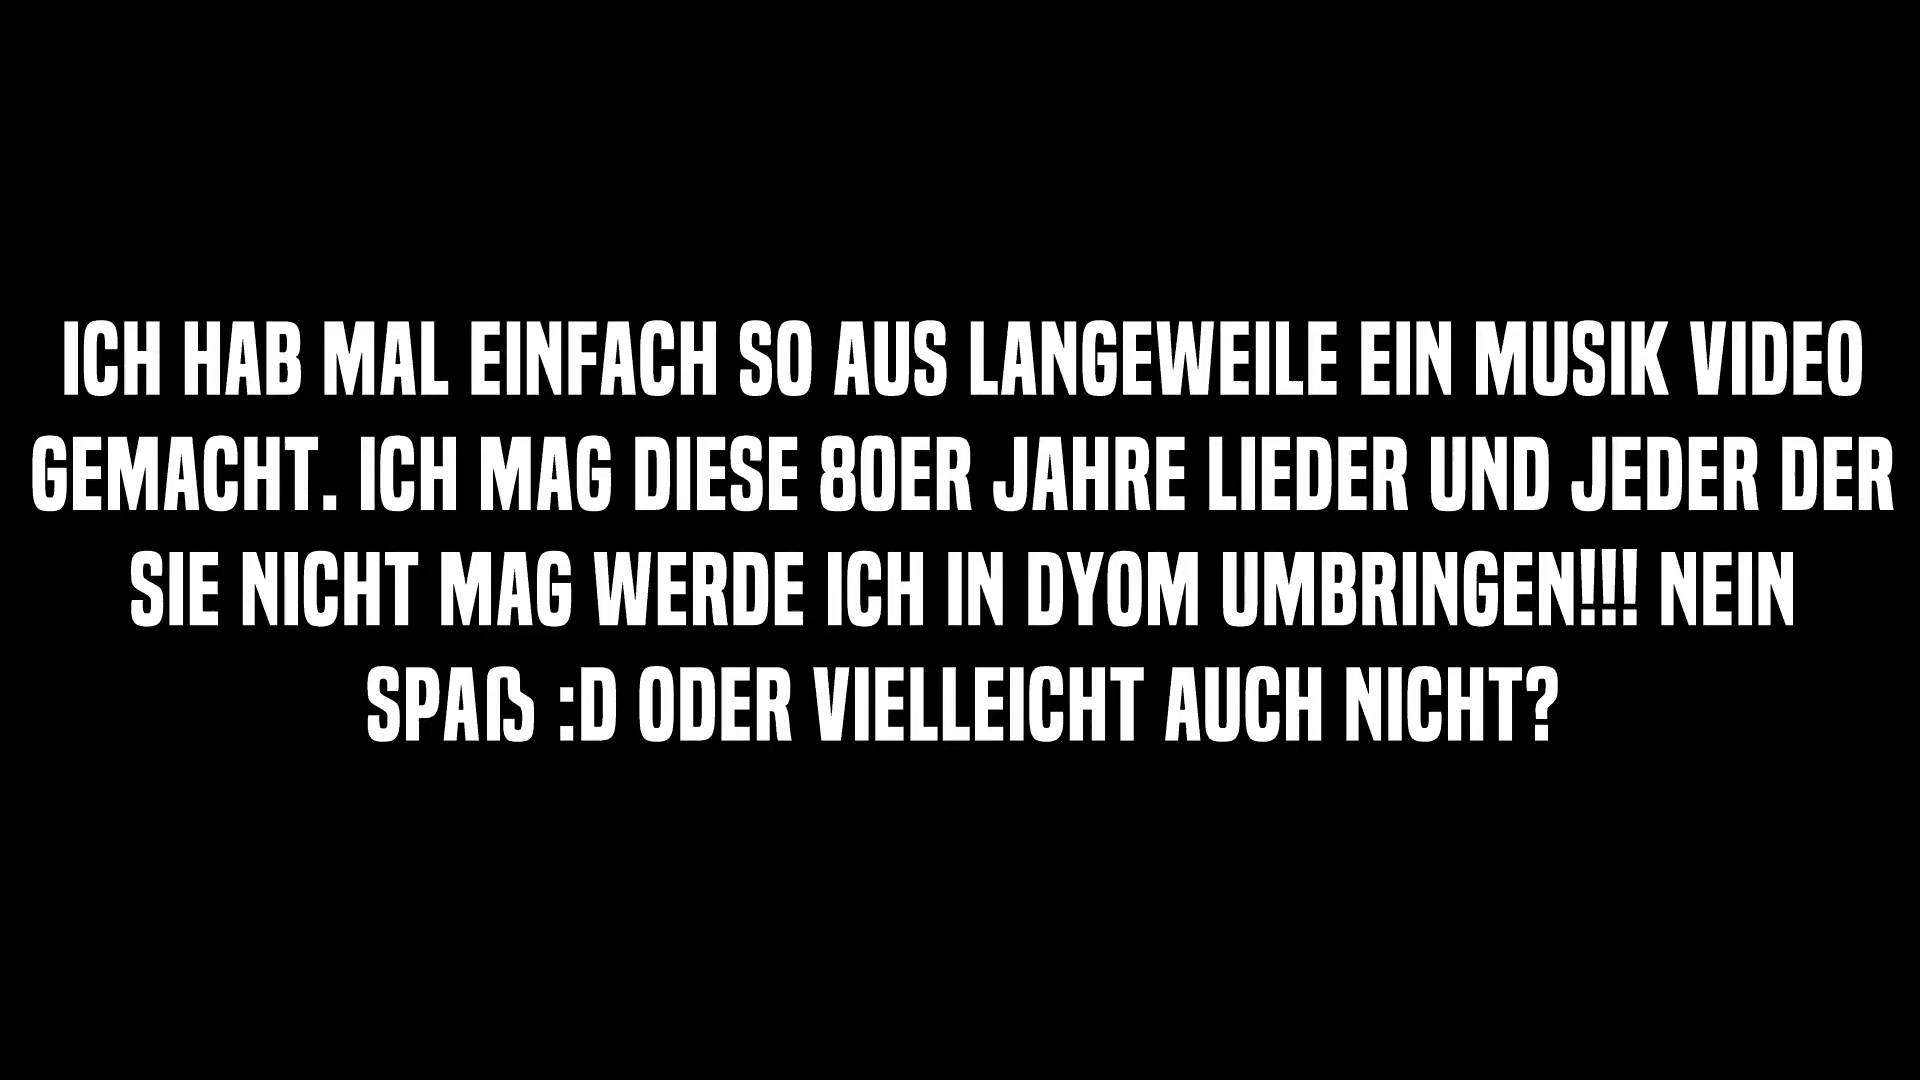 ICH HAB MAL EINFACH SO AUS LANGEWEILE EIN MUSIK VIDEO
GEMACHT. ICH MAG DIESE 80ER JAHRE LIEDER UND JEDER DER
SIE NICHT MAG WERDE ICH IN DYOM UMBRINGEN!!! NEIN
SPAß :D ODER VIELLEICHT AUCH NICHT?